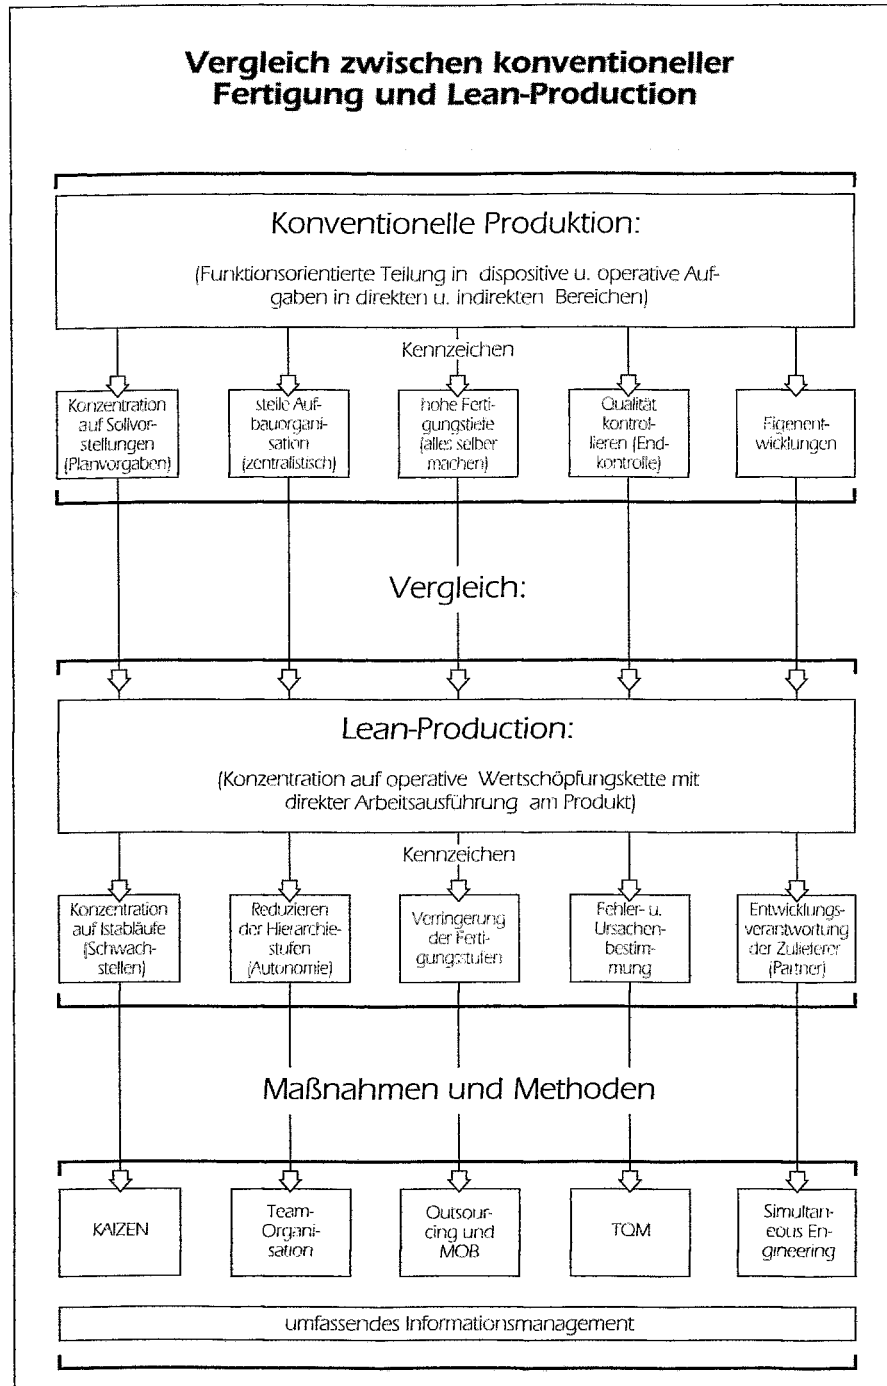 Vergleich zwischen konventioneller
Fertigung und Lean-Production
Konventionelle Produktion:
(Funktionsorientierte Teilung in dispositive u. operative Auf-
gaben in direkten u. indirekten Bereichen)
Kennzeichen
Konzentration
auf Sollvor-
stellungen
(Planvorgaben)
steile Auf-
bauorgani-
sation
(zentralistisch)
hohe Ferti-
gungstiefe
(alles selber
machen)
Qualität
kontrol-
lieren (End-
kontrolle)
Eigenent-
wicklungen
Vergleich:
Lean-Production:
(Konzentration auf operative Wertschöpfungskette mit
direkter Arbeitsausführung am Produkt)
Kennzeichen
Konzentration
auf Istabläufe
(Schwach-
stellen)
Reduzieren
der Hierarchie-
stufen
(Autonomie)
Verringerung
der Ferti-
gungsstufen
Fehler- u.
Ursachen-
bestim-
mung
Entwicklungs-
verantwortung
der Zulieferer
(Partner)
Maßnahmen und Methoden
KAIZEN
Team-
Organi-
sation
Outsour-
cing und
MOB
TQM
Simultan-
eous En-
gineering
umfassendes Informationsmanagement